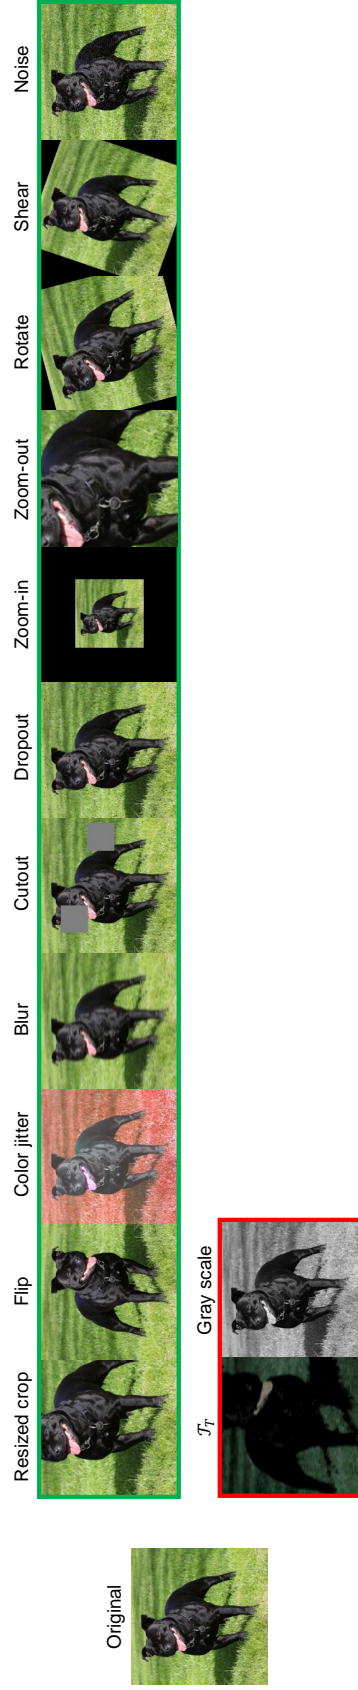 Original
Resized crop
Flip
Color jitter
Blur
Cutout
Dropout
Zoom-in
Zoom-out
Rotate
Shear
Noise
𝒯_T
Gray scale